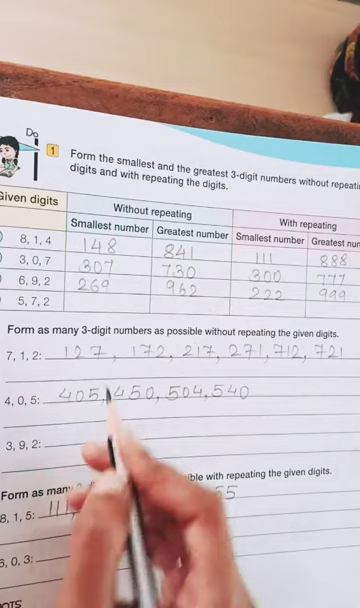 Do
1 Form the smallest and the greatest 3-digit numbers without
digits and with repeating the digits.
Given digits Without repeating With repeating
Smallest number Greatest number Smallest number Greatest
8, 1, 4 148 841 111 888
3, 0, 7 307 730 300 777
6, 9, 2 269 962 222 999
5, 7, 2
Form as many 3-digit numbers as possible without repeating the given digits.
7, 1, 2: 127, 172, 217, 271, 712, 721
4, 0, 5: 405, 450, 504, 540
3, 9, 2:
Form as many with repeating the given digits.
8, 1, 5: 111,
6, 0, 3: